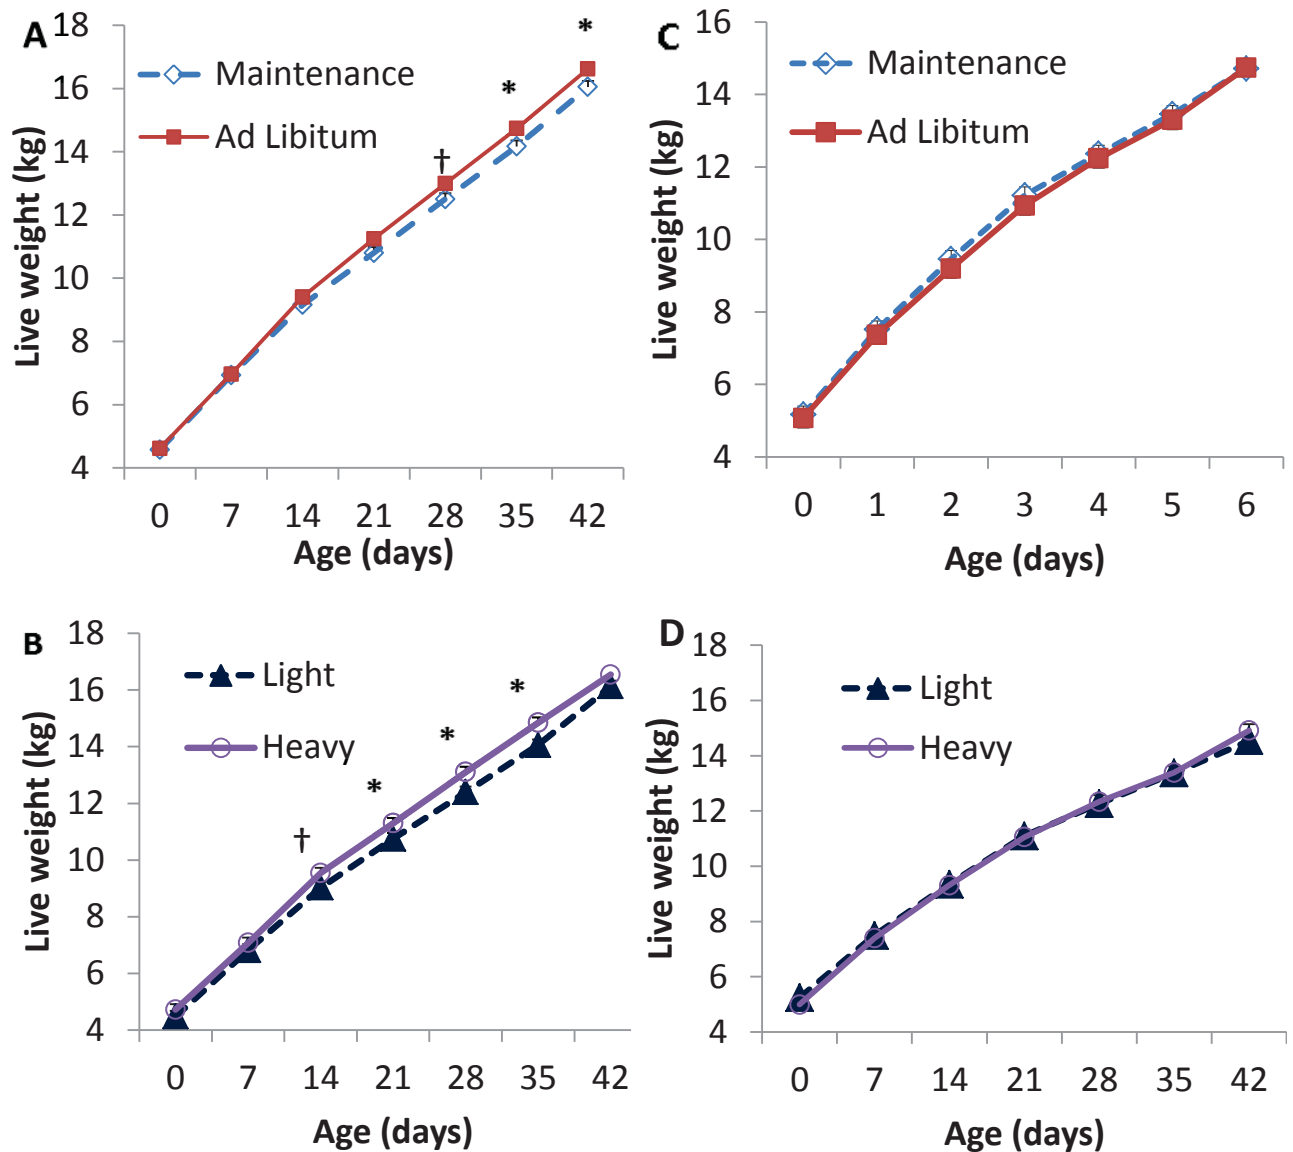 A
18
16
14
12
10
8
6
4
Live weight (kg)
Maintenance
Ad Libitum
†
*
*
0 7 14 21 28 35 42
Age (days)
C
16
14
12
10
8
6
4
Live weight (kg)
Maintenance
Ad Libitum
0 1 2 3 4 5 6
Age (days)
B
18
16
14
12
10
8
6
4
Live weight (kg)
Light
Heavy
†
*
*
*
0 7 14 21 28 35 42
Age (days)
D
18
16
14
12
10
8
6
4
Live weight (kg)
Light
Heavy
0 7 14 21 28 35 42
Age (days)